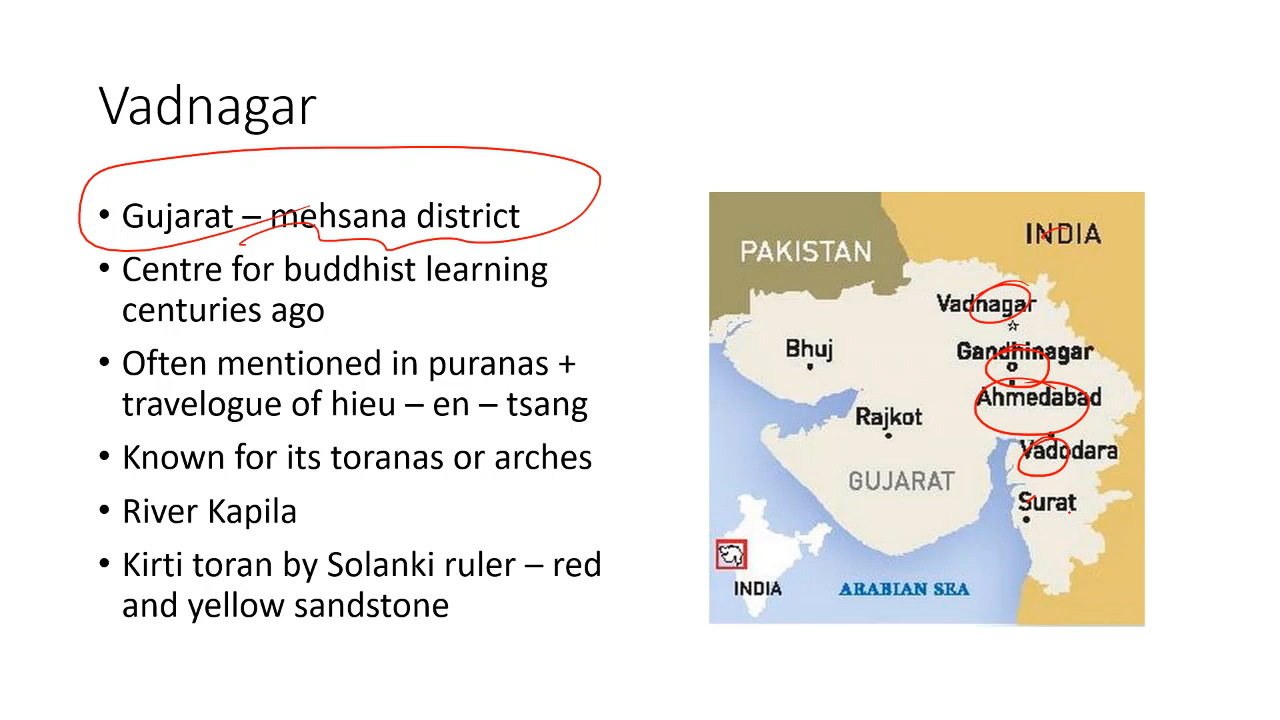 Vadnagar
• Gujarat – mehsana district
• Centre for buddhist learning
centuries ago
• Often mentioned in puranas +
travelogue of hieu – en – tsang
• Known for its toranas or arches
• River Kapila
• Kirti toran by Solanki ruler – red
and yellow sandstone
PAKISTAN
INDIA
Vadnagar
Bhuj
Gandhinagar
Ahmedabad
Rajkot
Vadodara
GUJARAT
Surat
INDIA
ARABIAN SEA